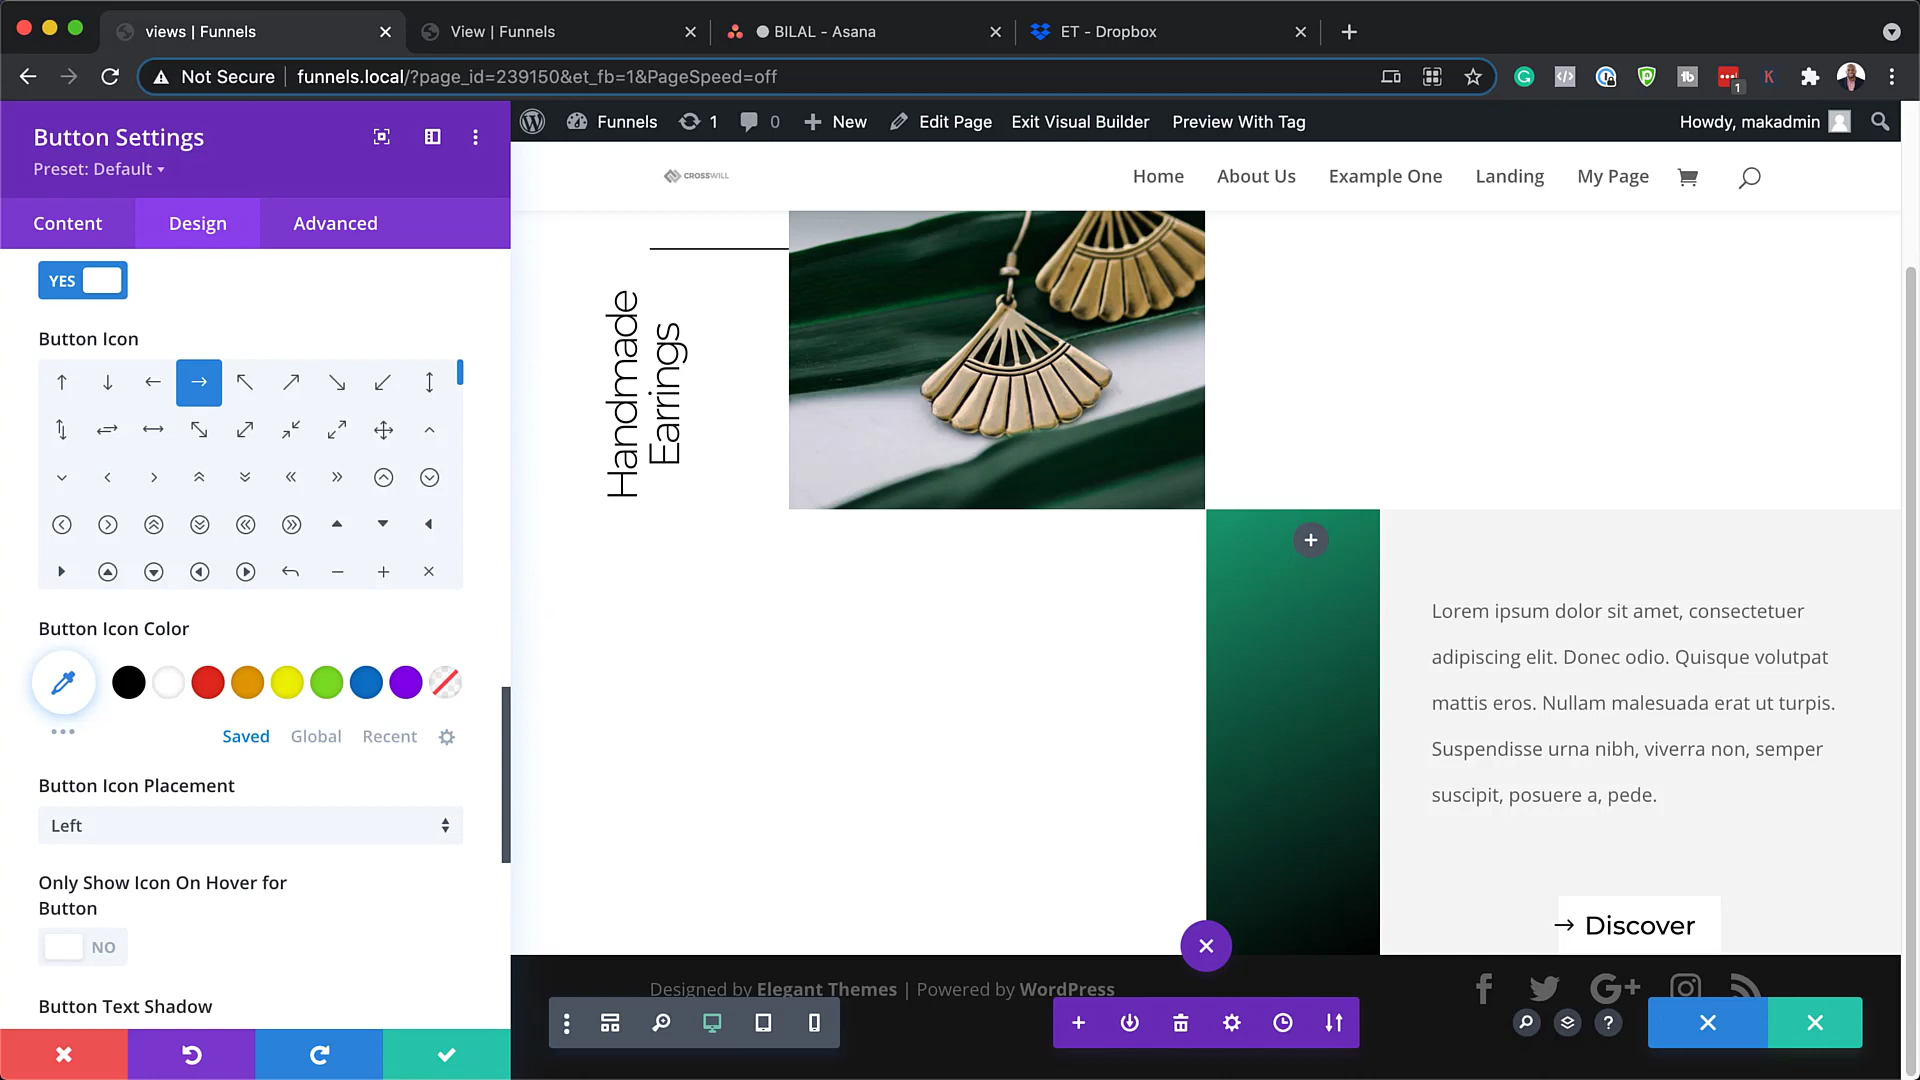 views | Funnels
View | Funnels
BILAL - Asana
ET - Dropbox
Not Secure
funnels.local/?page_id=239150&et_fb=1&PageSpeed=off
1
Button Settings
Preset: Default
Content
Design
Advanced
Funnels
1
0
New
Edit Page
Exit Visual Builder
Preview With Tag
Howdy, makadmin
CROSSWILL
Home
About Us
Example One
Landing
My Page
YES
Button Icon
Button Icon Color
Saved
Global
Recent
Button Icon Placement
Left
Only Show Icon On Hover for
Button
NO
Button Text Shadow
Handmade
Earrings
Lorem ipsum dolor sit amet, consectetuer
adipiscing elit. Donec odio. Quisque volutpat
mattis eros. Nullam malesuada erat ut turpis.
Suspendisse urna nibh, viverra non, semper
suscipit, posuere a, pede.
→ Discover
Designed by Elegant Themes | Powered by WordPress